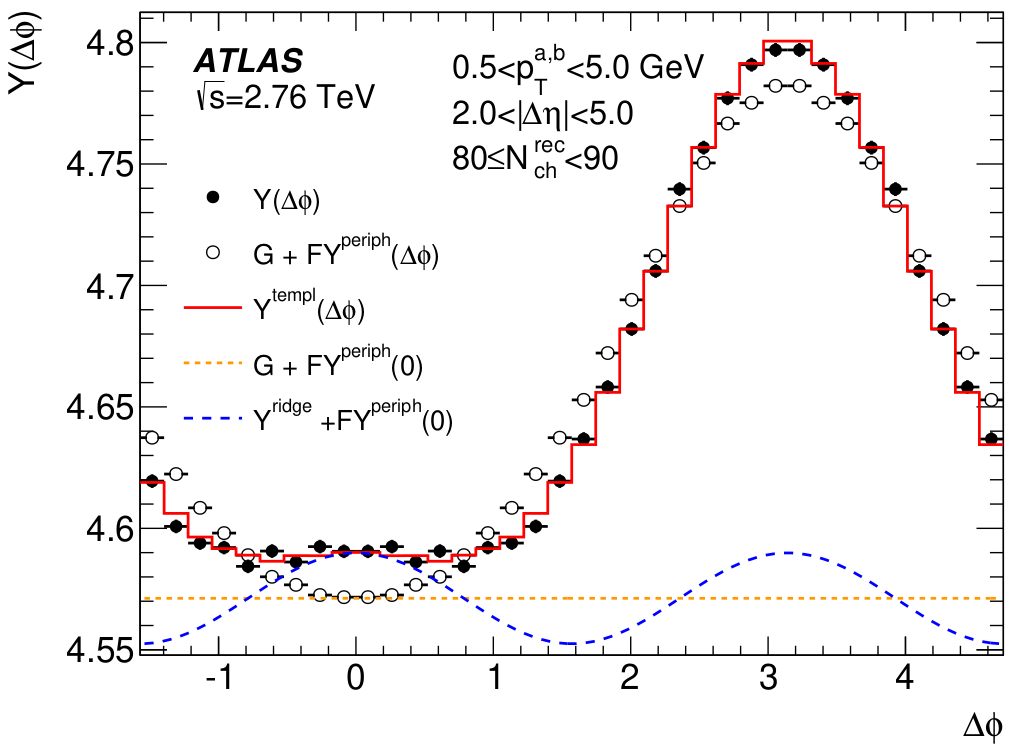 Y(Δϕ)
4.8
4.75
4.7
4.65
4.6
4.55
ATLAS
√s=2.76 TeV
0.5<p_T^{a,b}<5.0 GeV
2.0<|Δη|<5.0
80≤N_ch^rec<90
Y(Δϕ)
G + FY^periph(Δϕ)
Y^templ(Δϕ)
G + FY^periph(0)
Y^ridge +FY^periph(0)
-1 0 1 2 3 4
Δϕ